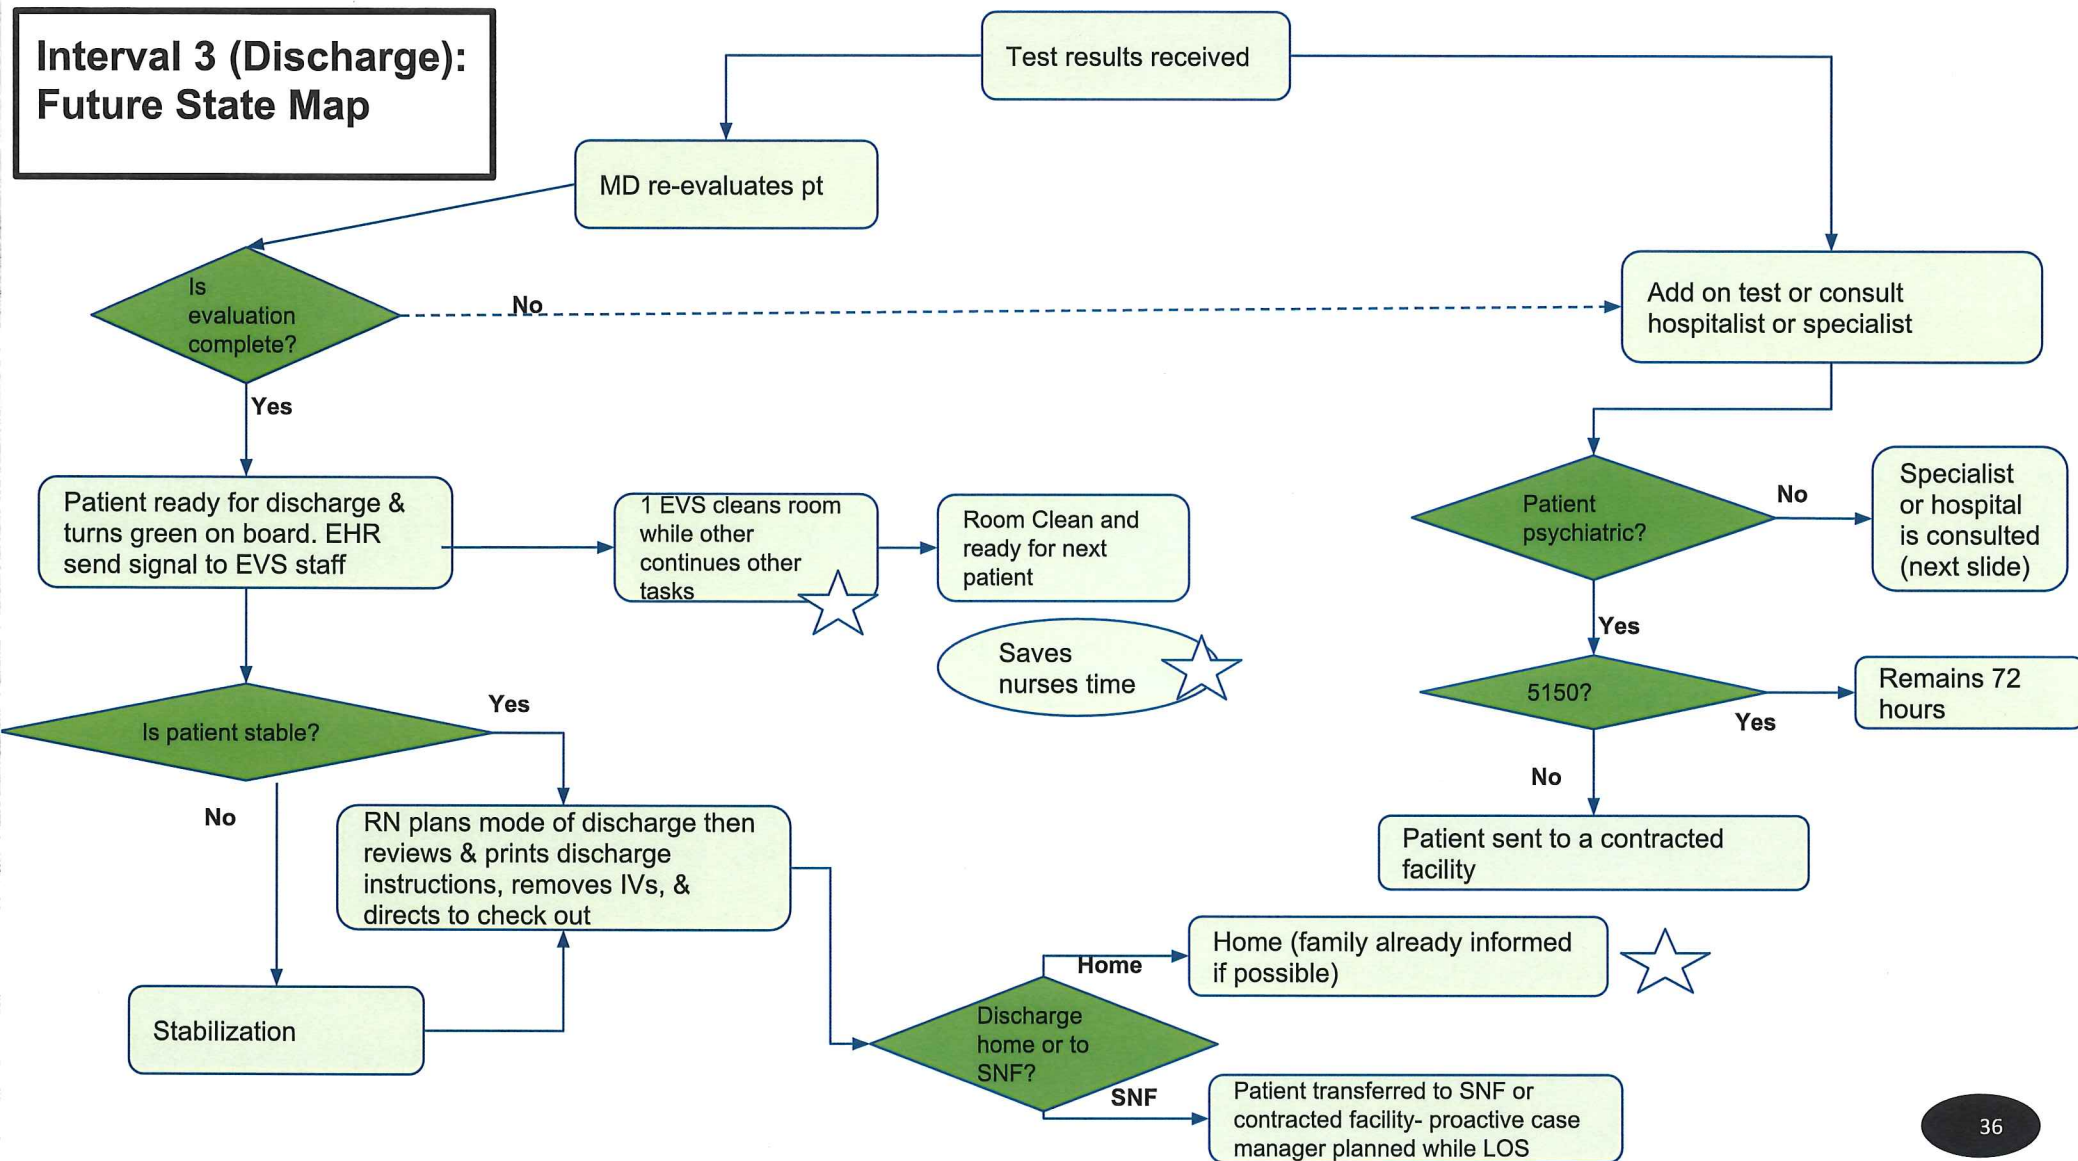 Interval 3 (Discharge):
Future State Map
Test results received
MD re-evaluates pt
Is
evaluation
complete?
No
Add on test or consult
hospitalist or specialist
Yes
Patient ready for discharge &
turns green on board. EHR
send signal to EVS staff
1 EVS cleans room
while other
continues other
tasks
Room Clean and
ready for next
patient
Saves
nurses time
Patient
psychiatric?
No
Specialist
or hospital
is consulted
(next slide)
Yes
5150?
Yes
Remains 72
hours
No
Patient sent to a contracted
facility
Is patient stable?
Yes
No
RN plans mode of discharge then
reviews & prints discharge
instructions, removes IVs, &
directs to check out
Stabilization
Discharge
home or to
SNF?
Home
Home (family already informed
if possible)
SNF
Patient transferred to SNF or
contracted facility- proactive case
manager planned while LOS
36